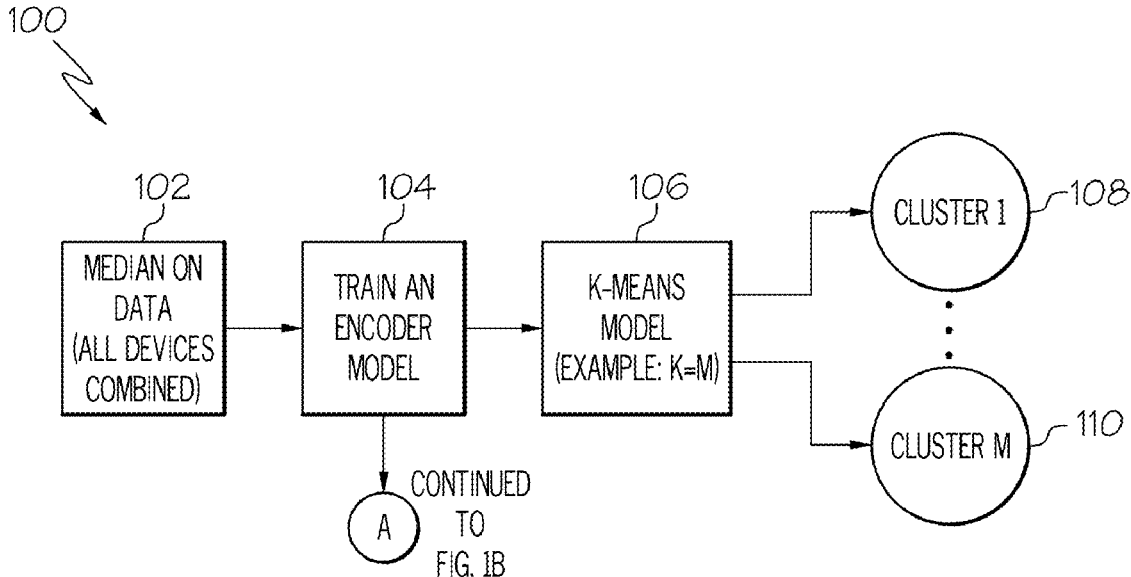 100
102
104
106
108
110
MEDIAN ON
DATA
(ALL DEVICES
COMBINED)
TRAIN AN
ENCODER
MODEL
K-MEANS
MODEL
(EXAMPLE: K=M)
CLUSTER 1
CLUSTER M
A
CONTINUED
TO
FIG. 1B